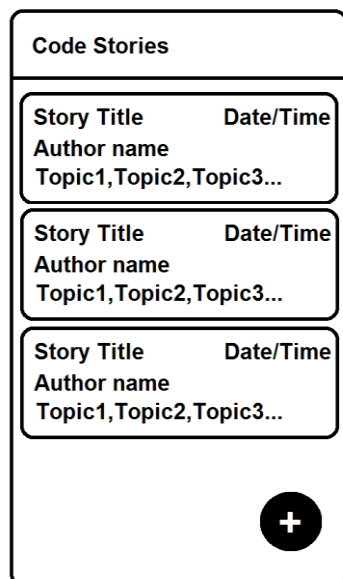 Code Stories
Story Title Date/Time
Author name
Topic1,Topic2,Topic3...
Story Title Date/Time
Author name
Topic1,Topic2,Topic3...
Story Title Date/Time
Author name
Topic1,Topic2,Topic3...
+